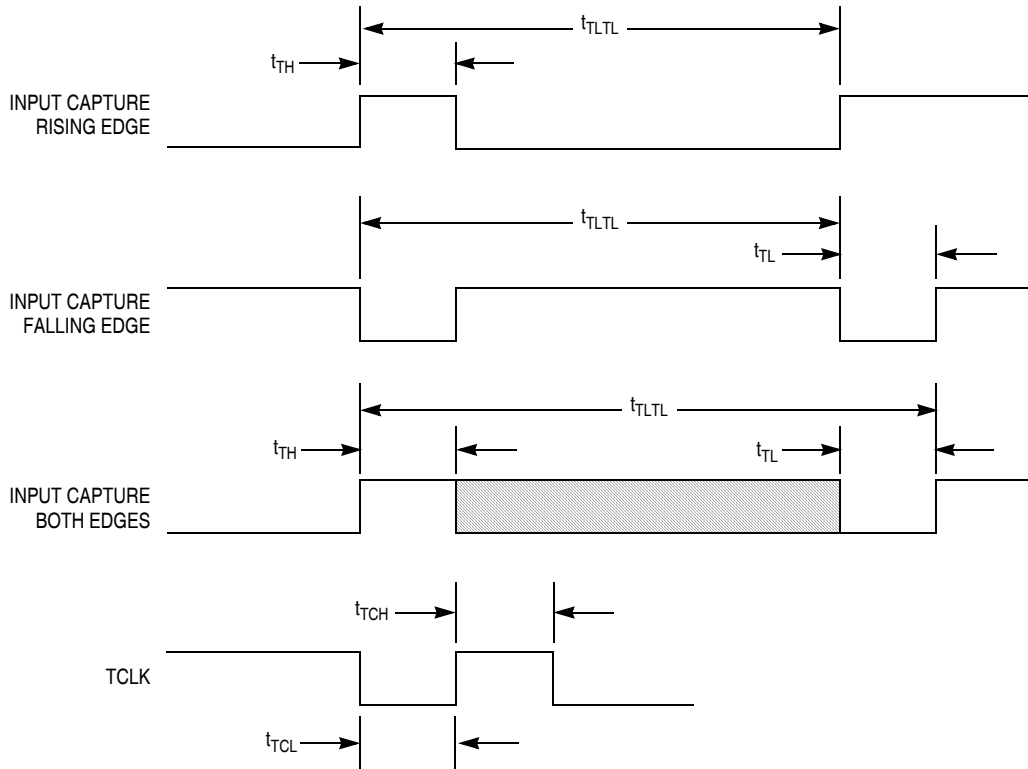 tTLTL
tTH
INPUT CAPTURE
RISING EDGE
tTLTL
tTL
INPUT CAPTURE
FALLING EDGE
tTLTL
tTH
tTL
INPUT CAPTURE
BOTH EDGES
tTCH
TCLK
tTCL